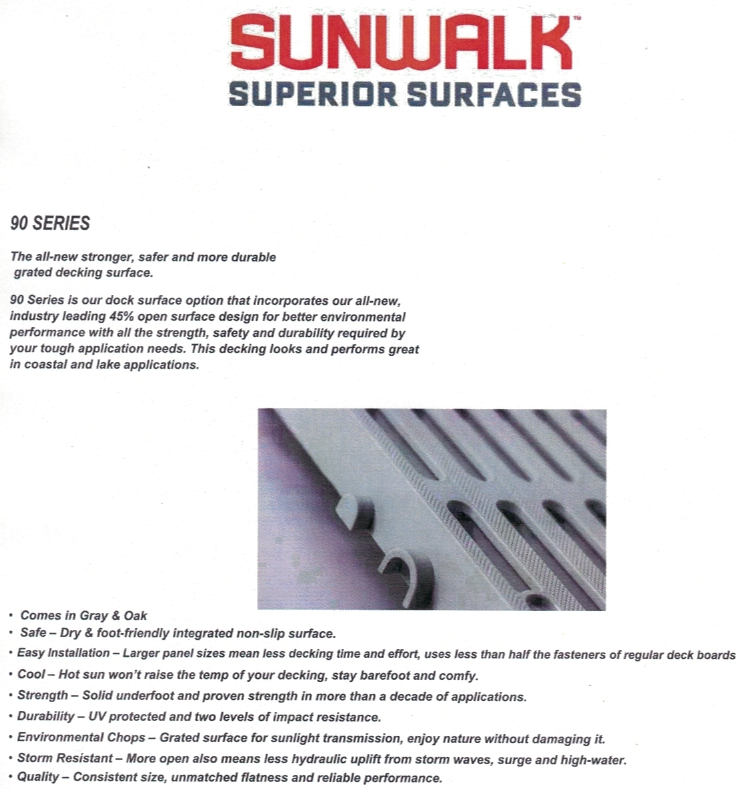 SUNWALK™
SUPERIOR SURFACES
90 SERIES
The all-new stronger, safer and more durable
grated decking surface.
90 Series is our dock surface option that incorporates our all-new,
industry leading 45% open surface design for better environmental
performance with all the strength, safety and durability required by
your tough application needs. This decking looks and performs great
in coastal and lake applications.
• Comes in Gray & Oak
• Safe – Dry & foot-friendly integrated non-slip surface.
• Easy Installation – Larger panel sizes mean less decking time and effort, uses less than half the fasteners of regular deck boards
• Cool – Hot sun won't raise the temp of your decking, stay barefoot and comfy.
• Strength – Solid underfoot and proven strength in more than a decade of applications.
• Durability – UV protected and two levels of impact resistance.
• Environmental Chops – Grated surface for sunlight transmission, enjoy nature without damaging it.
• Storm Resistant – More open also means less hydraulic uplift from storm waves, surge and high-water.
• Quality – Consistent size, unmatched flatness and reliable performance.